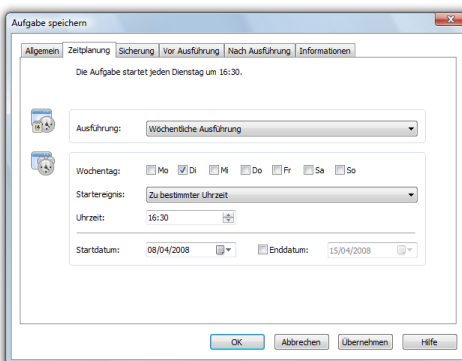 Aufgabe speichern
Allgemein Zeitplanung Sicherung Vor Ausführung Nach Ausführung Informationen
Die Aufgabe startet jeden Dienstag um 16:30.
16
Ausführung: Wöchentliche Ausführung
Wochentag: Mo Di Mi Do Fr Sa So
Startereignis: Zu bestimmter Uhrzeit
Uhrzeit: 16:30
Startdatum: 08/04/2008 Enddatum: 15/04/2008
OK Abbrechen Übernehmen Hilfe